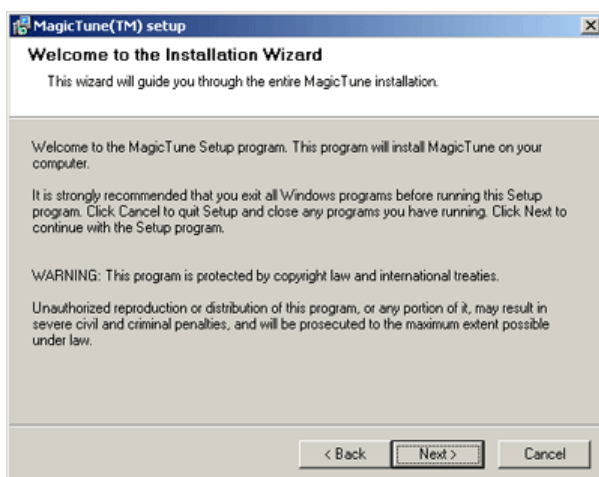 MagicTune(TM) setup
Welcome to the Installation Wizard
This wizard will guide you through the entire MagicTune installation.
Welcome to the MagicTune Setup program. This program will install MagicTune on your
computer.
It is strongly recommended that you exit all Windows programs before running this Setup
program. Click Cancel to quit Setup and close any programs you have running. Click Next to
continue with the Setup program.
WARNING: This program is protected by copyright law and international treaties.
Unauthorized reproduction or distribution of this program, or any portion of it, may result in
severe civil and criminal penalties, and will be prosecuted to the maximum extent possible
under law.
< Back Next > Cancel